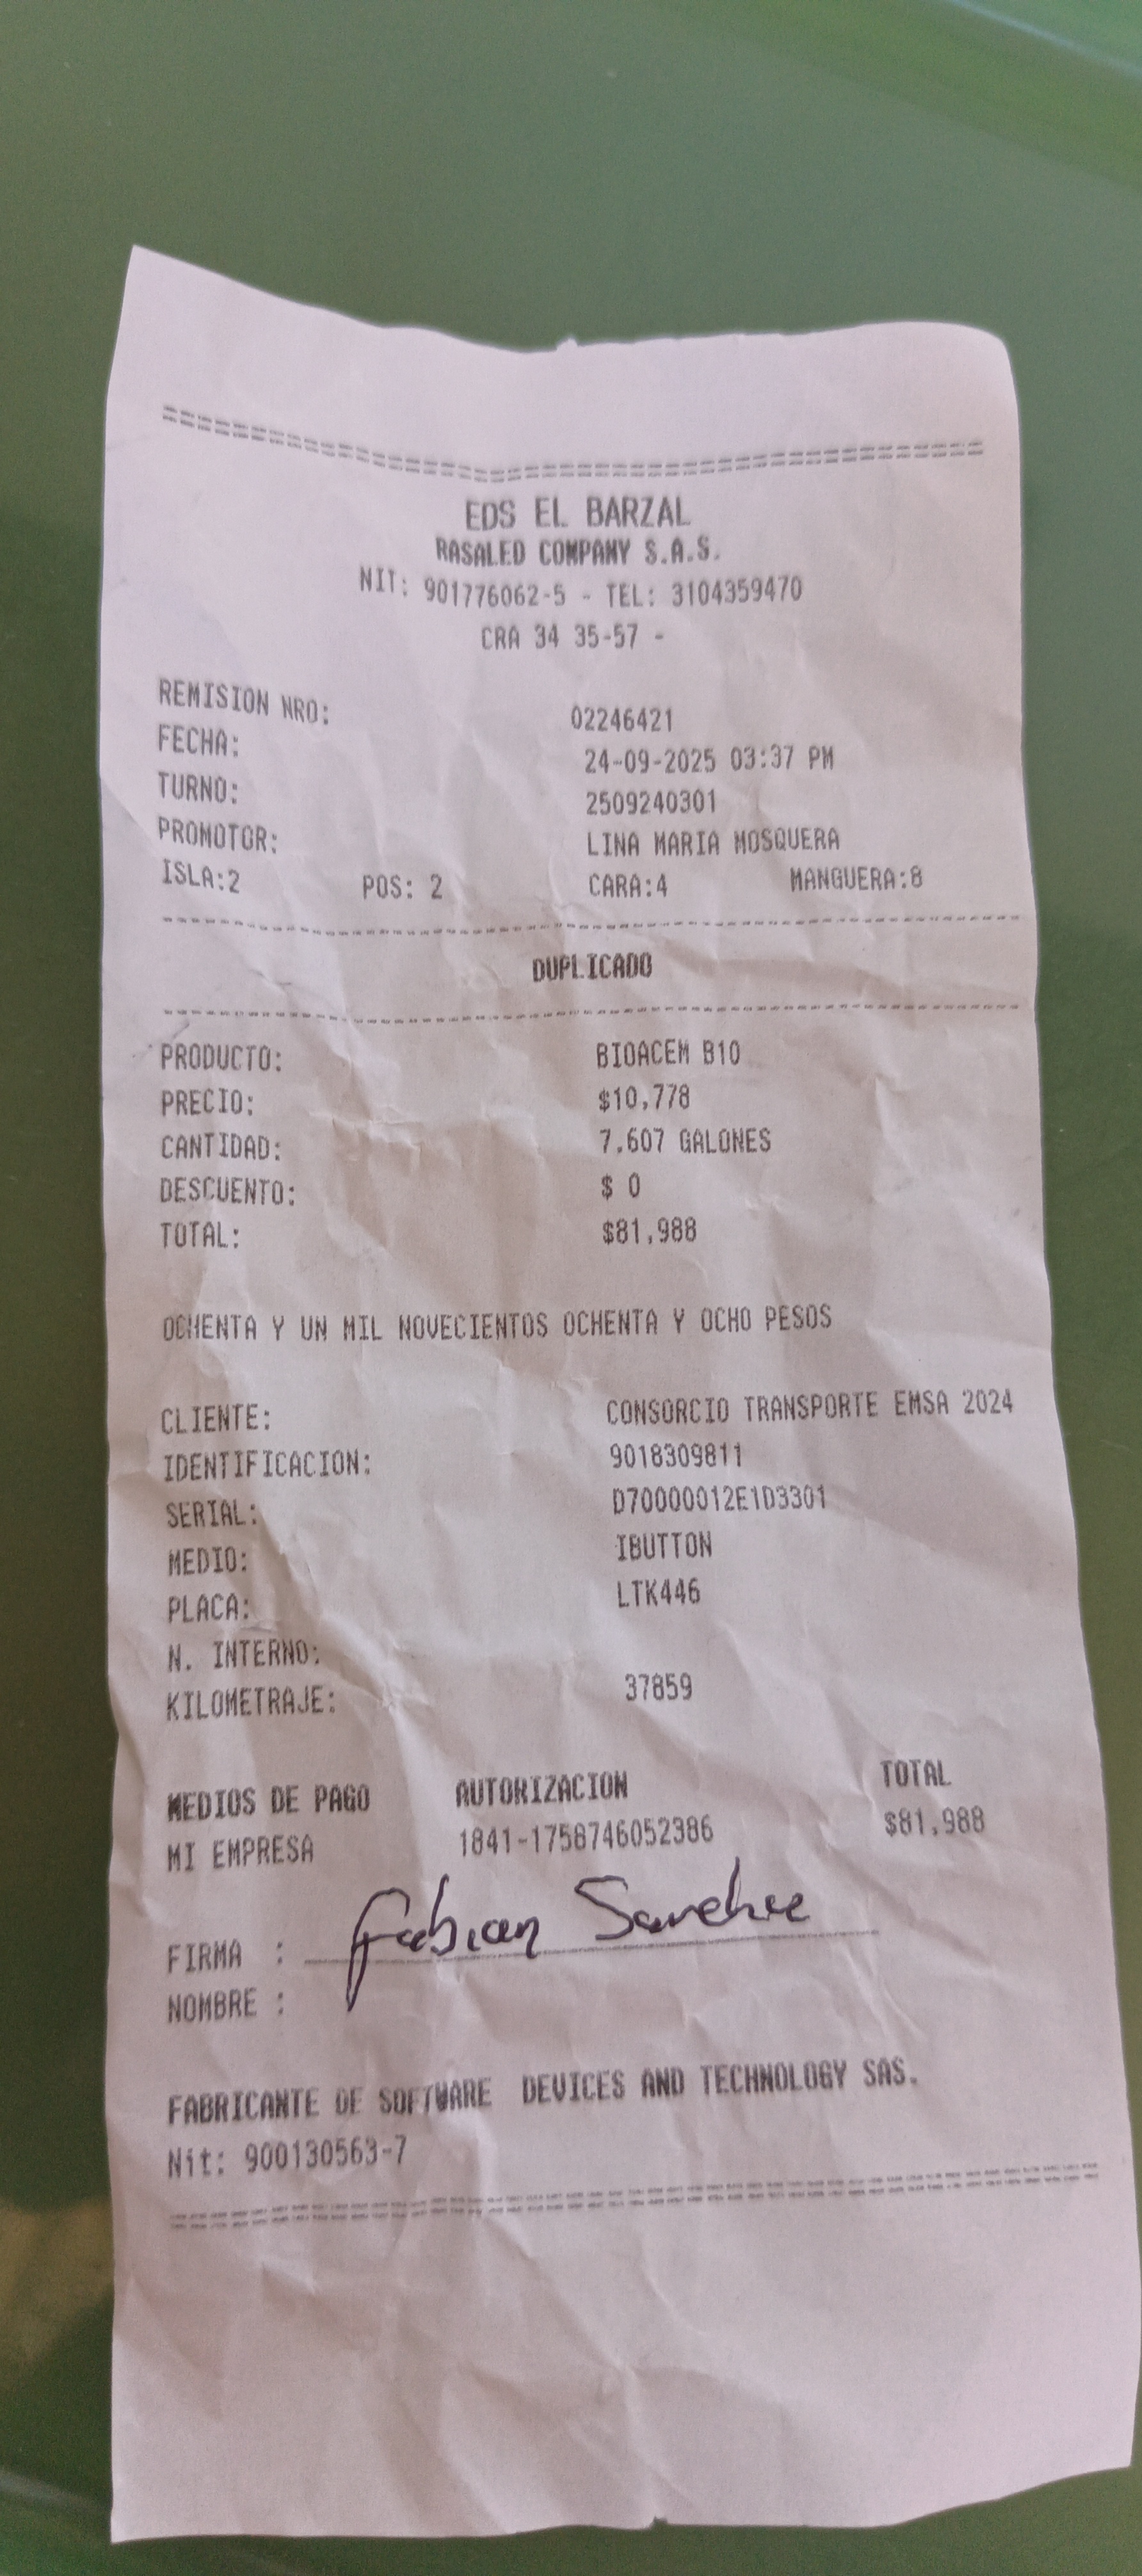 EDS EL BARZAL
RASALED COMPANY S.A.S.
NIT: 901776062-5 - TEL: 3104359470
CRA 34 35-57 -
REMISION NRO: 02246421
FECHA: 24-09-2025 03:37 PM
TURNO: 2509240301
PROMOTOR: LINA MARIA MOSQUERA
ISLA:2 POS: 2 CARA:4 MANGUERA:8
DUPLICADO
PRODUCTO: BIOACEM B10
PRECIO: $10,778
CANTIDAD: 7.607 GALONES
DESCUENTO: $ 0
TOTAL: $81,988
OCHENTA Y UN MIL NOVECIENTOS OCHENTA Y OCHO PESOS
CLIENTE: CONSORCIO TRANSPORTE EMSA 2024
IDENTIFICACION: 9018309811
SERIAL: D70000012E1D3301
MEDIO: IBUTTON
PLACA: LTK446
N. INTERNO:
KILOMETRAJE: 37859
MEDIOS DE PAGO AUTORIZACION TOTAL
MI EMPRESA 1841-1758746052386 $81,988
FIRMA : Fabian Sanchez
NOMBRE :
FABRICANTE DE SOFTWARE DEVICES AND TECHNOLOGY SAS.
Nit: 900130563-7